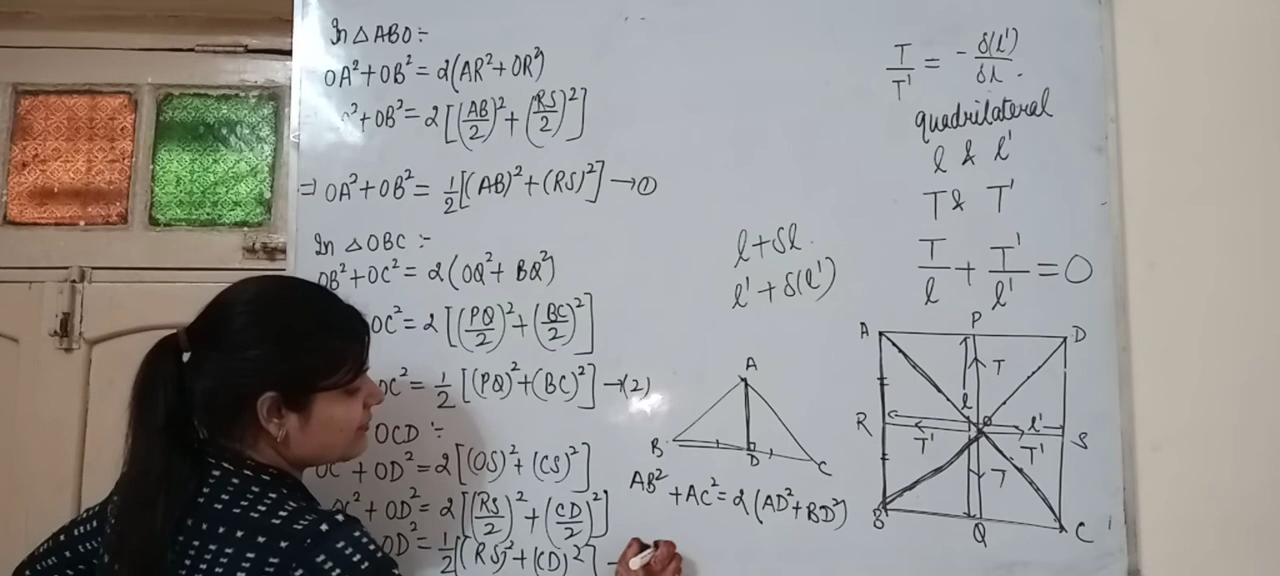 In △ABO:-
OA²+OB² = 2(AR²+OR²)
²+OB² = 2[(AB/2)²+(RS/2)²]
⇒ OA²+OB² = 1/2[(AB)²+(RS)²] → ①
In △OBC :-
OB²+OC² = 2(OQ²+BQ²)
OC² = 2[(PQ/2)²+(BC/2)²]
OC² = 1/2[(PQ)²+(BC)²] → (2)
OCD :-
OC²+OD² = 2[(OS)²+(CS)²]
OC²+OD² = 2[(RS/2)²+(CD/2)²]
OD² = 1/2[(RS)²+(CD)²] -
l+δl.
l'+δ(l')
A
B
D
C
AB²+AC² = 2(AD²+BD²)
T/T' = -δ(l')/δl.
quadrilateral
l & l'
T & T'
T/l + T'/l' = 0
A P D
T
l
R O l' S
T' T'
T
B Q C